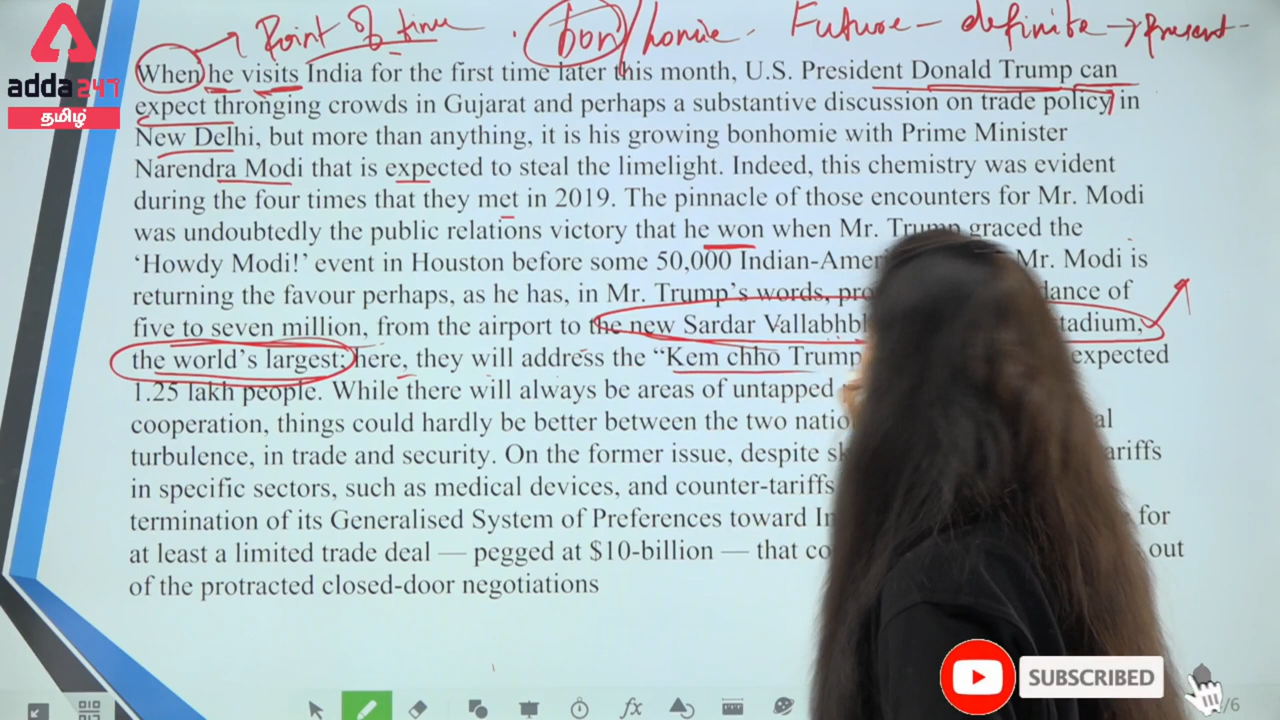 Point of time . bon/homie. Future - definite → Present
adda247
தமிழ்
When he visits India for the first time later this month, U.S. President Donald Trump can
expect thronging crowds in Gujarat and perhaps a substantive discussion on trade policy in
New Delhi, but more than anything, it is his growing bonhomie with Prime Minister
Narendra Modi that is expected to steal the limelight. Indeed, this chemistry was evident
during the four times that they met in 2019. The pinnacle of those encounters for Mr. Modi
was undoubtedly the public relations victory that he won when Mr. Trump graced the
‘Howdy Modi!’ event in Houston before some 50,000 Mr. Modi is
returning the favour perhaps, as he has, in Mr. Trump’s words, of
five to seven million, from the airport to the new Sardar
the world’s largest; here, they will address the “Kem chho Trump expected
1.25 lakh people. While there will always be areas of untapped
cooperation, things could hardly be better between the two
turbulence, in trade and security. On the former issue, despite
in specific sectors, such as medical devices, and counter-tariffs
termination of its Generalised System of Preferences toward for
at least a limited trade deal — pegged at $10-billion — that out
of the protracted closed-door negotiations
SUBSCRIBED
/6
fx